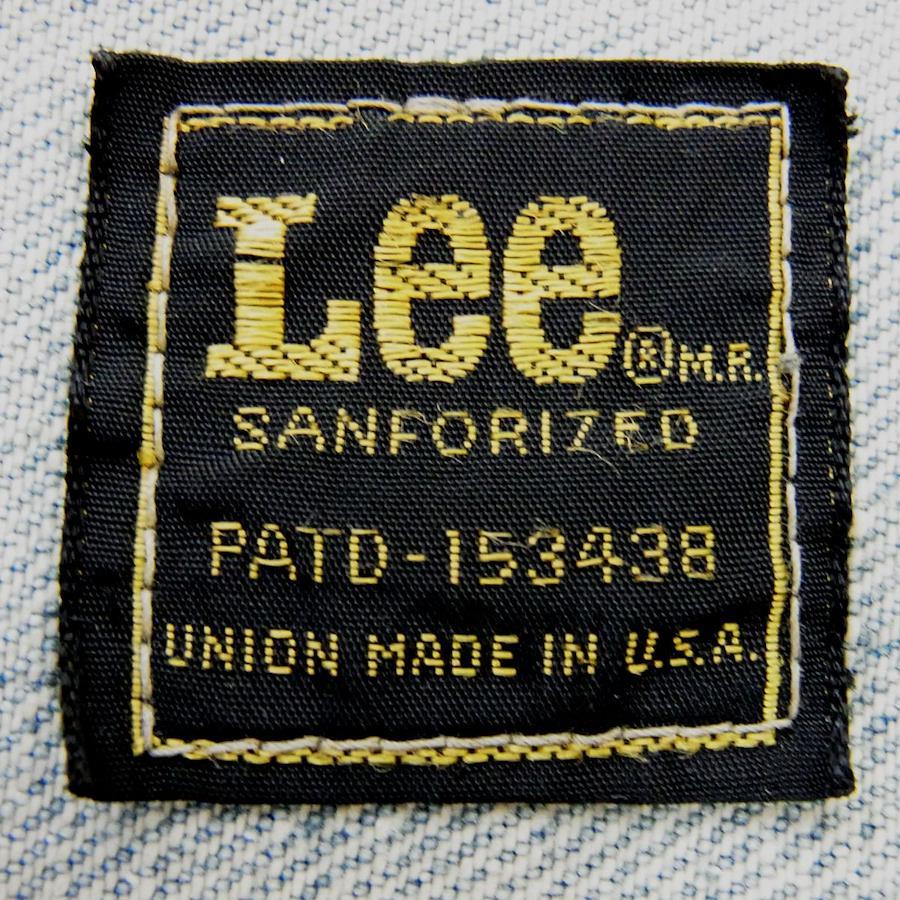 Lee ® M.R.
SANFORIZED
PATD-153438
UNION MADE IN U.S.A.